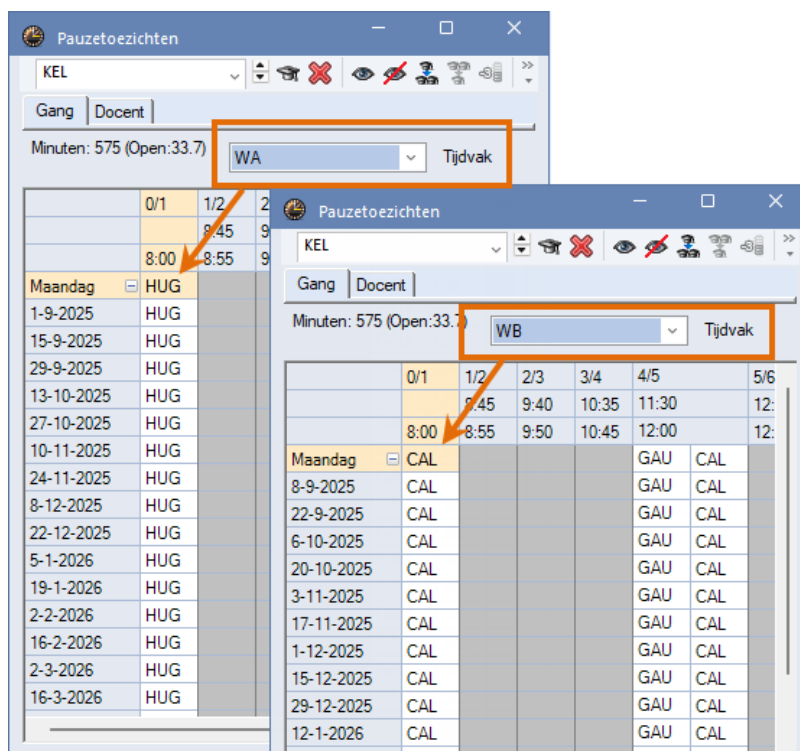 Pauzetoezichten
KEL
Gang Docent
Minuten: 575 (Open:33.7) WA Tijdvak
0/1 1/2 2
8:45 9
8:00 8:55 9
Maandag HUG
1-9-2025 HUG
15-9-2025 HUG
29-9-2025 HUG
13-10-2025 HUG
27-10-2025 HUG
10-11-2025 HUG
24-11-2025 HUG
8-12-2025 HUG
22-12-2025 HUG
5-1-2026 HUG
19-1-2026 HUG
2-2-2026 HUG
16-2-2026 HUG
2-3-2026 HUG
16-3-2026 HUG
Pauzetoezichten
KEL
Gang Docent
Minuten: 575 (Open:33.7) WB Tijdvak
0/1 1/2 2/3 3/4 4/5 5/6
8:45 9:40 10:35 11:30 12:
8:00 8:55 9:50 10:45 12:00 12:
Maandag CAL GAU CAL
8-9-2025 CAL GAU CAL
22-9-2025 CAL GAU CAL
6-10-2025 CAL GAU CAL
20-10-2025 CAL GAU CAL
3-11-2025 CAL GAU CAL
17-11-2025 CAL GAU CAL
1-12-2025 CAL GAU CAL
15-12-2025 CAL GAU CAL
29-12-2025 CAL GAU CAL
12-1-2026 CAL GAU CAL